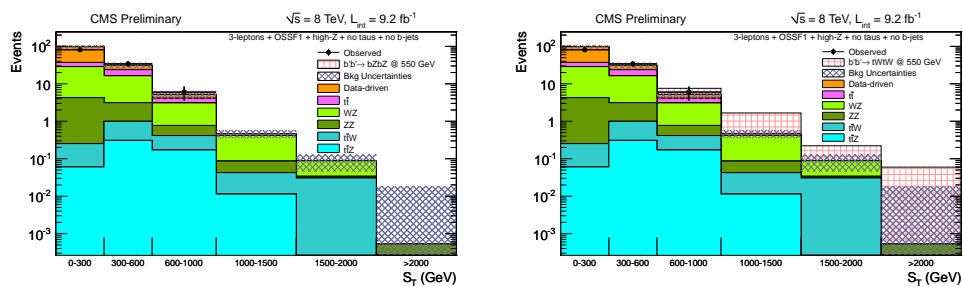 CMS Preliminary
√s = 8 TeV, L_int = 9.2 fb⁻¹
3-leptons + OSSF1 + high-Z + no taus + no b-jets
Events
10²
10
1
10⁻¹
10⁻²
10⁻³
Observed
b'b'→ bZbZ @ 550 GeV
Bkg Uncertainties
Data-driven
tt̄
WZ
ZZ
tt̄W
tt̄Z
0-300 300-600 600-1000 1000-1500 1500-2000 >2000
S_T (GeV)
CMS Preliminary
√s = 8 TeV, L_int = 9.2 fb⁻¹
3-leptons + OSSF1 + high-Z + no taus + no b-jets
Events
10²
10
1
10⁻¹
10⁻²
10⁻³
Observed
b'b'→ tWtW @ 550 GeV
Bkg Uncertainties
Data-driven
tt̄
WZ
ZZ
tt̄W
tt̄Z
0-300 300-600 600-1000 1000-1500 1500-2000 >2000
S_T (GeV)